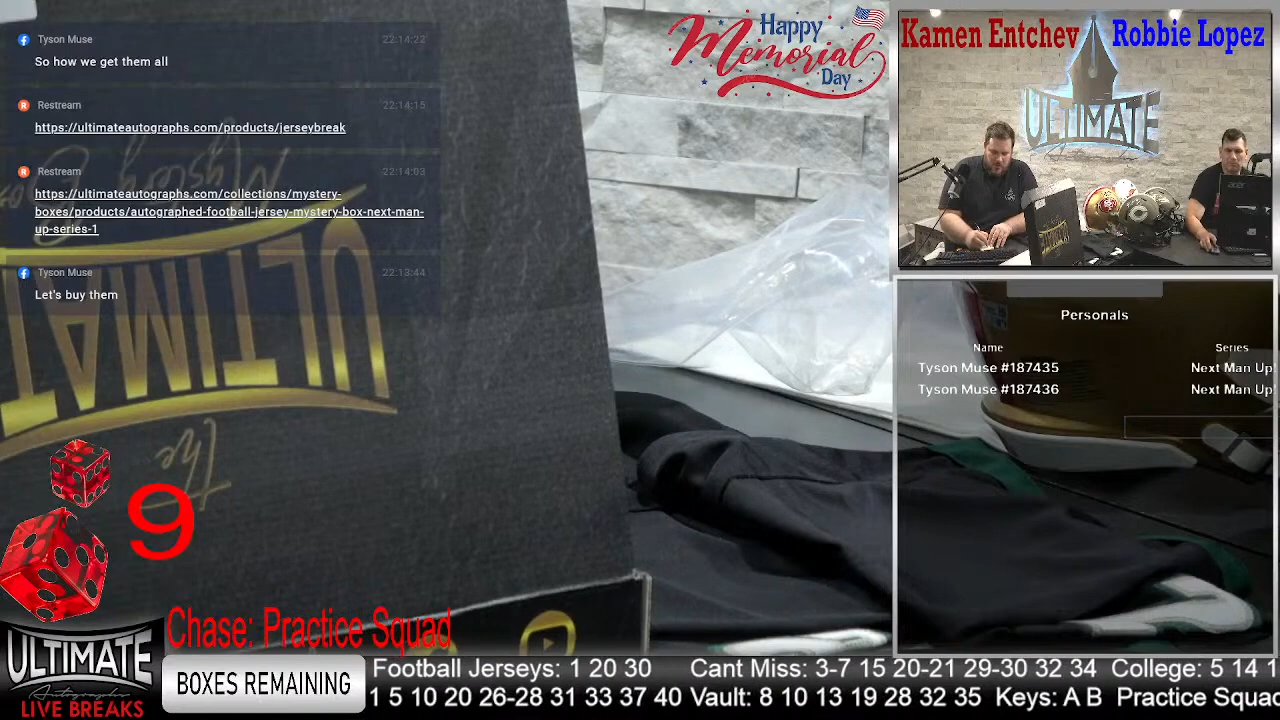 Tyson Muse 22:14:22
So how we get them all
Restream 22:14:15
https://ultimateautographs.com/products/jerseybreak
Restream 22:14:03
https://ultimateautographs.com/collections/mystery-
boxes/products/autographed-football-jersey-mystery-box-next-man-
up-series-1
Tyson Muse 22:13:44
Let's buy them
Mystery
ULTIMAT
the
Happy
Memorial
Day
Kamen Entchev Robbie Lopez
ULTIMATE
acer
Personals
Name Series
Tyson Muse #187435 Next Man Up
Tyson Muse #187436 Next Man Up
9
Chase: Practice Squad
ULTIMATE
Autographs
LIVE BREAKS
BOXES REMAINING
Football Jerseys: 1 20 30 Cant Miss: 3-7 15 20-21 29-30 32 34 College: 5 14 1
1 5 10 20 26-28 31 33 37 40 Vault: 8 10 13 19 28 32 35 Keys: A B Practice Squad